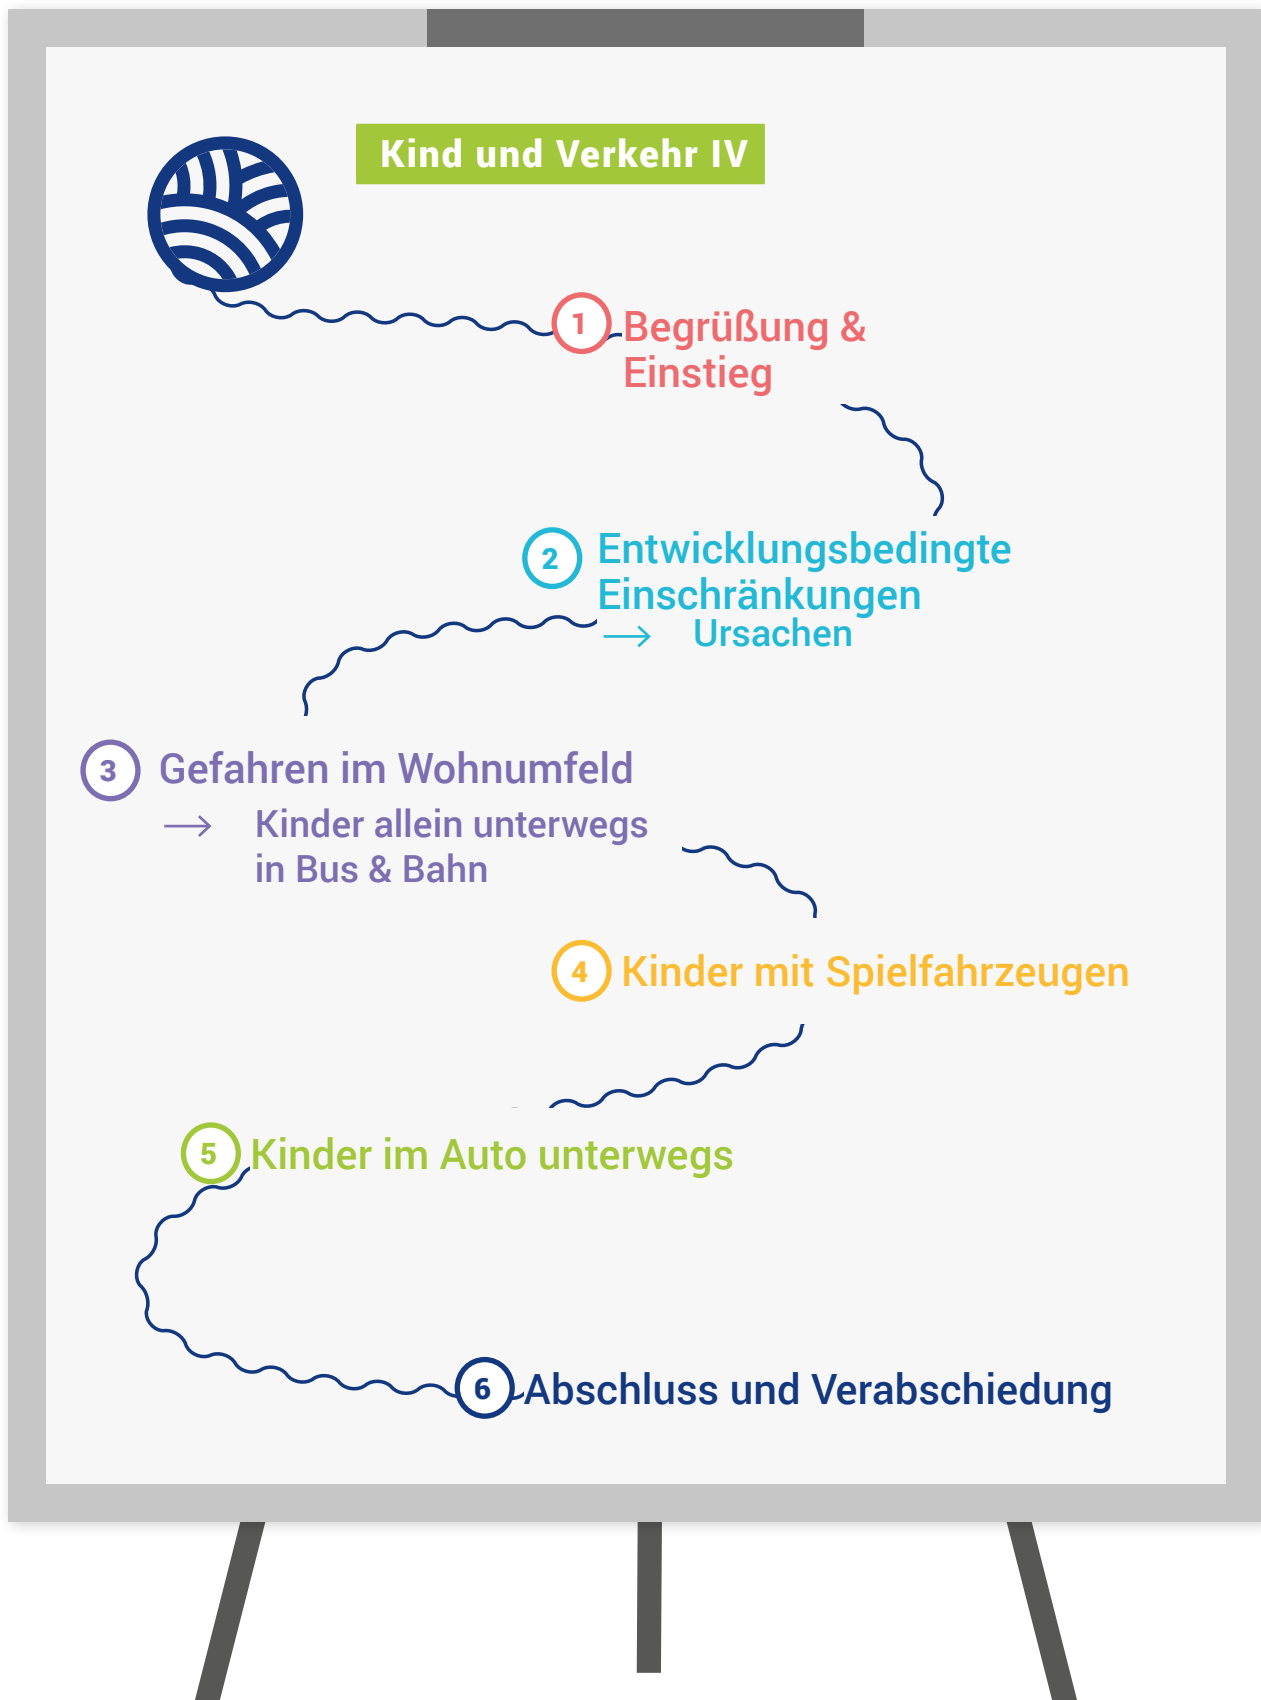 Kind und Verkehr IV
1 Begrüßung &
Einstieg
2 Entwicklungsbedingte
Einschränkungen
→ Ursachen
3 Gefahren im Wohnumfeld
→ Kinder allein unterwegs
in Bus & Bahn
4 Kinder mit Spielfahrzeugen
5 Kinder im Auto unterwegs
6 Abschluss und Verabschiedung